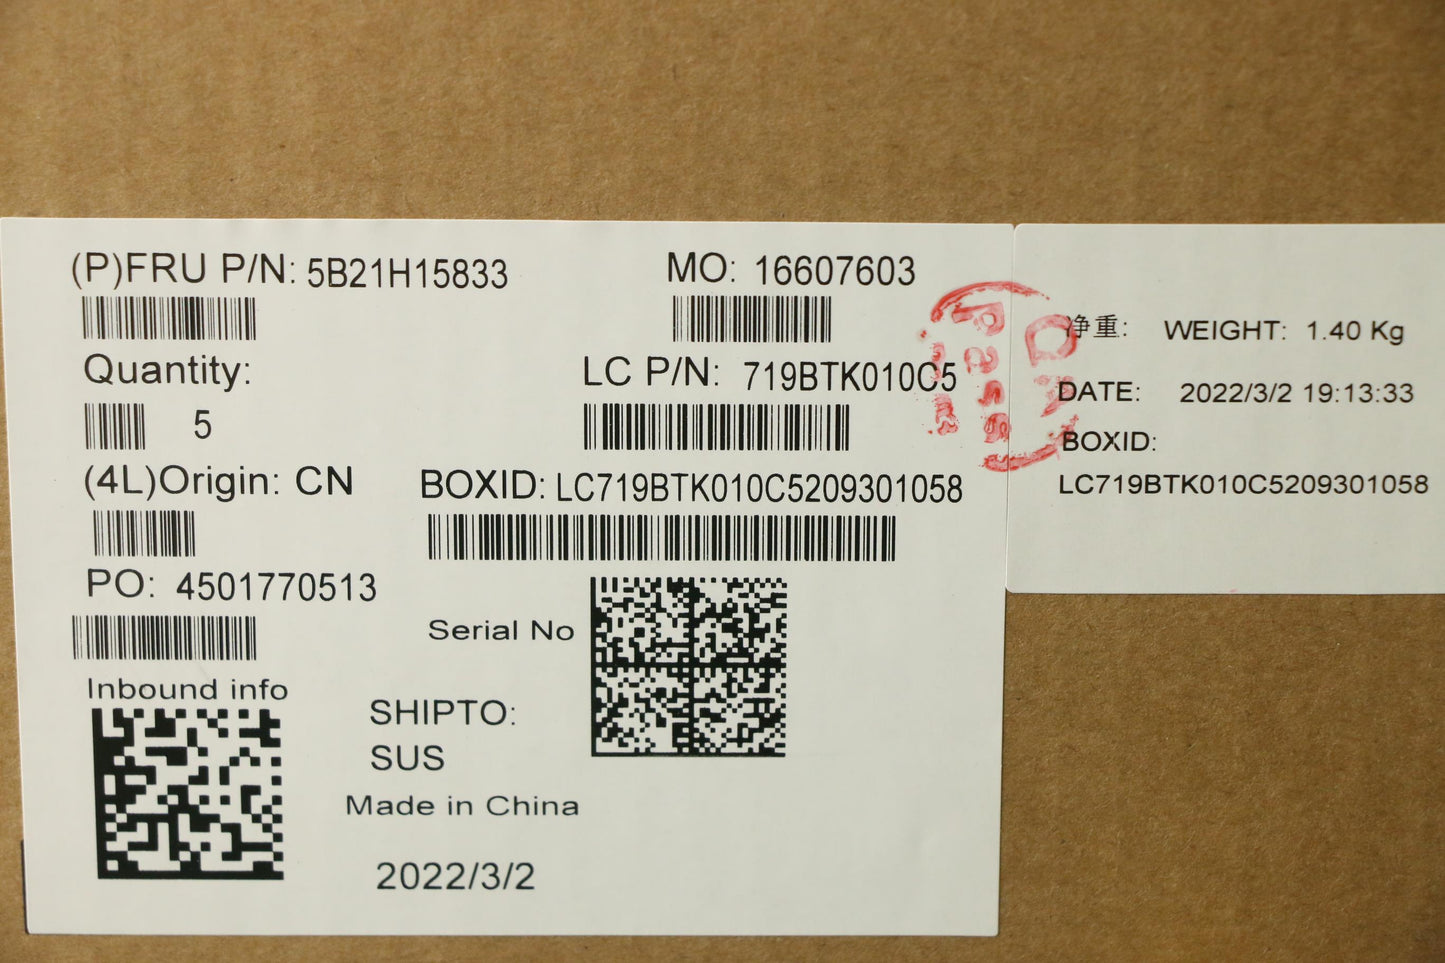 (P)FRU P/N: 5B21H15833
MO: 16607603
Quantity:
5
LC P/N: 719BTK010C5
(4L)Origin: CN
BOXID: LC719BTK010C5209301058
PO: 4501770513
Serial No
Inbound info
SHIPTO:
SUS
Made in China
2022/3/2
QA
Pass
净重: WEIGHT: 1.40 Kg
DATE: 2022/3/2 19:13:33
BOXID:
LC719BTK010C5209301058